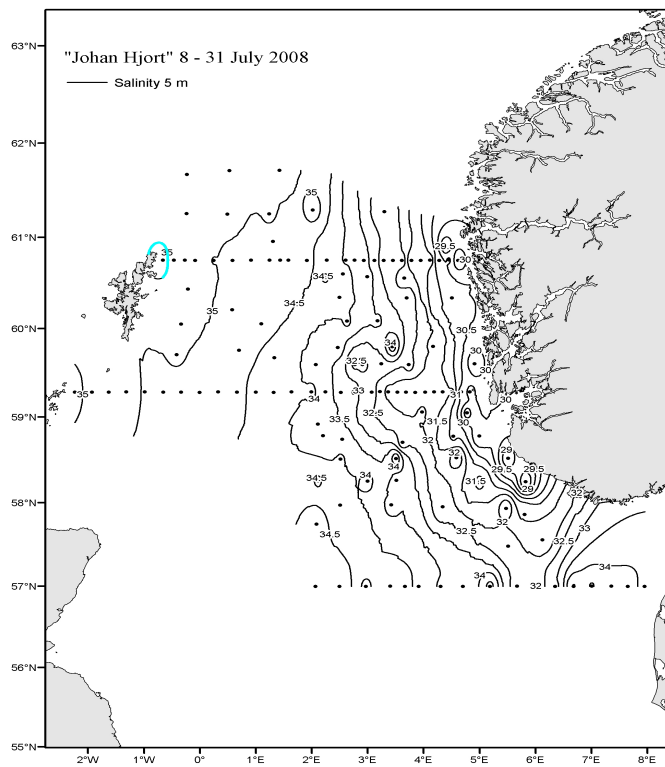 63°N
"Johan Hjort" 8 - 31 July 2008
Salinity 5 m
62°N
35
61°N
29.5
35
30
34.5
34.5
35
30.5
60°N
34
32.5
30
30
35
33
31
34
32.5
30
59°N
33.5
31.5
30
32
29
32
34
29.5
29.5
34.5
34
31.5
29
32
58°N
32
33
34.5
32.5
32.5
34
34
57°N
32
56°N
55°N
2°W
1°W
0°
1°E
2°E
3°E
4°E
5°E
6°E
7°E
8°E